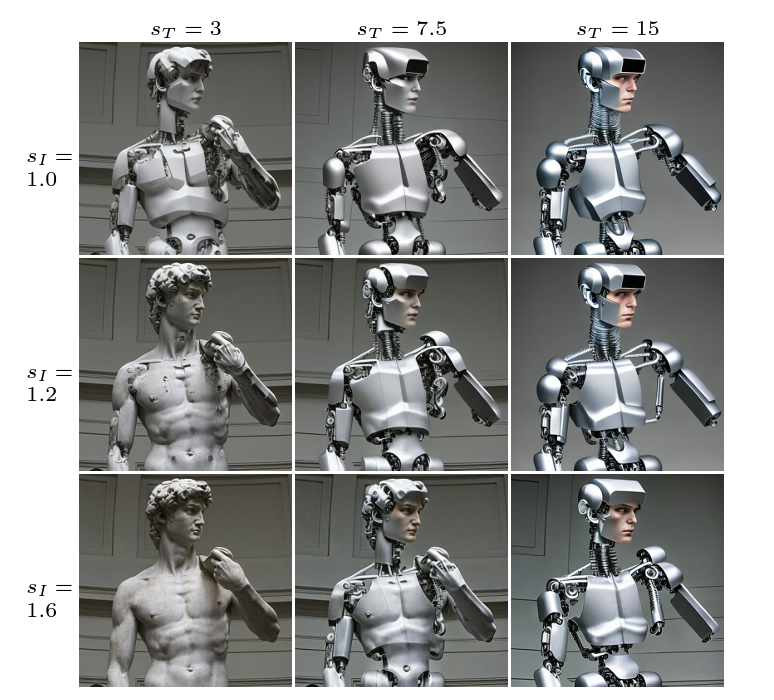 s_T = 3 s_T = 7.5 s_T = 15
s_I =
1.0
s_I =
1.2
s_I =
1.6